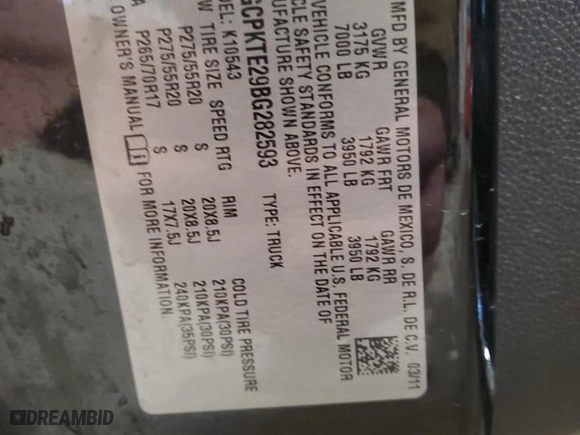 MFD BY GENERAL MOTORS DE MEXICO, S. DE R.L. DE C.V. 03/11
GVWR GAWR FRT GAWR RR
3175 KG 1792 KG 1792 KG
7000 LB 3950 LB 3950 LB
VEHICLE CONFORMS TO ALL APPLICABLE U.S. FEDERAL MOTOR
CLE SAFETY STANDARDS IN EFFECT ON THE DATE OF
UFACTURE SHOWN ABOVE.
GCPKTE29BG282593 TYPE: TRUCK
DEL: K10543
W TIRE SIZE SPEED RTG RIM COLD TIRE PRESSURE
P275/55R20 S 20X8.5J 210KPA(30PSI)
P275/55R20 S 20X8.5J 210KPA(30PSI)
A P265/70R17 S 17X7.5J 240KPA(35PSI)
OWNER'S MANUAL FOR MORE INFORMATION.
DREAMBID